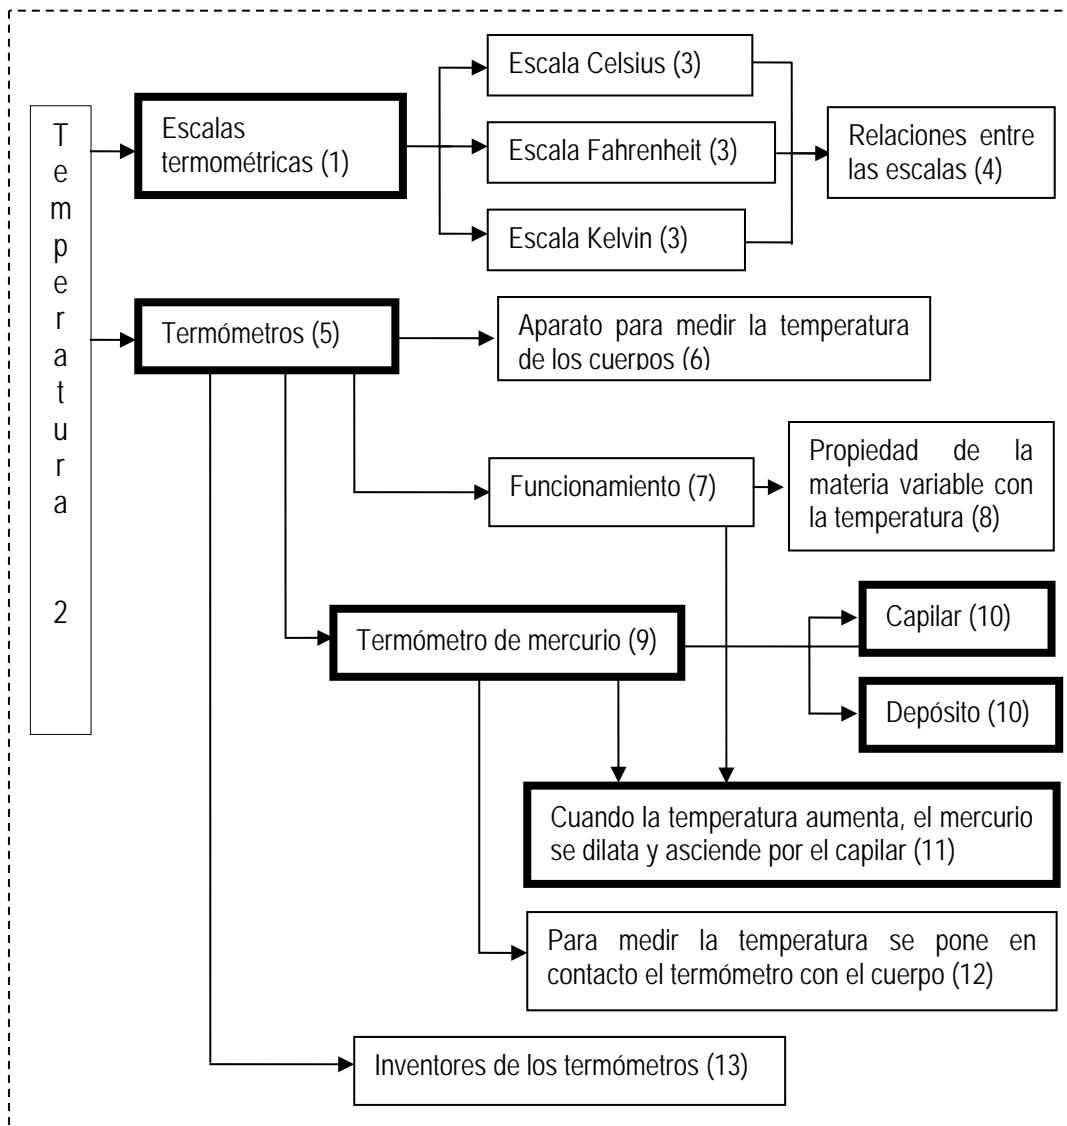 Temperatura 2
Escalas
termométricas (1)
Escala Celsius (3)
Escala Fahrenheit (3)
Escala Kelvin (3)
Relaciones entre
las escalas (4)
Termómetros (5)
Aparato para medir la temperatura
de los cuerpos (6)
Funcionamiento (7)
Propiedad de la
materia variable con
la temperatura (8)
Termómetro de mercurio (9)
Capilar (10)
Depósito (10)
Cuando la temperatura aumenta, el mercurio
se dilata y asciende por el capilar (11)
Para medir la temperatura se pone en
contacto el termómetro con el cuerpo (12)
Inventores de los termómetros (13)